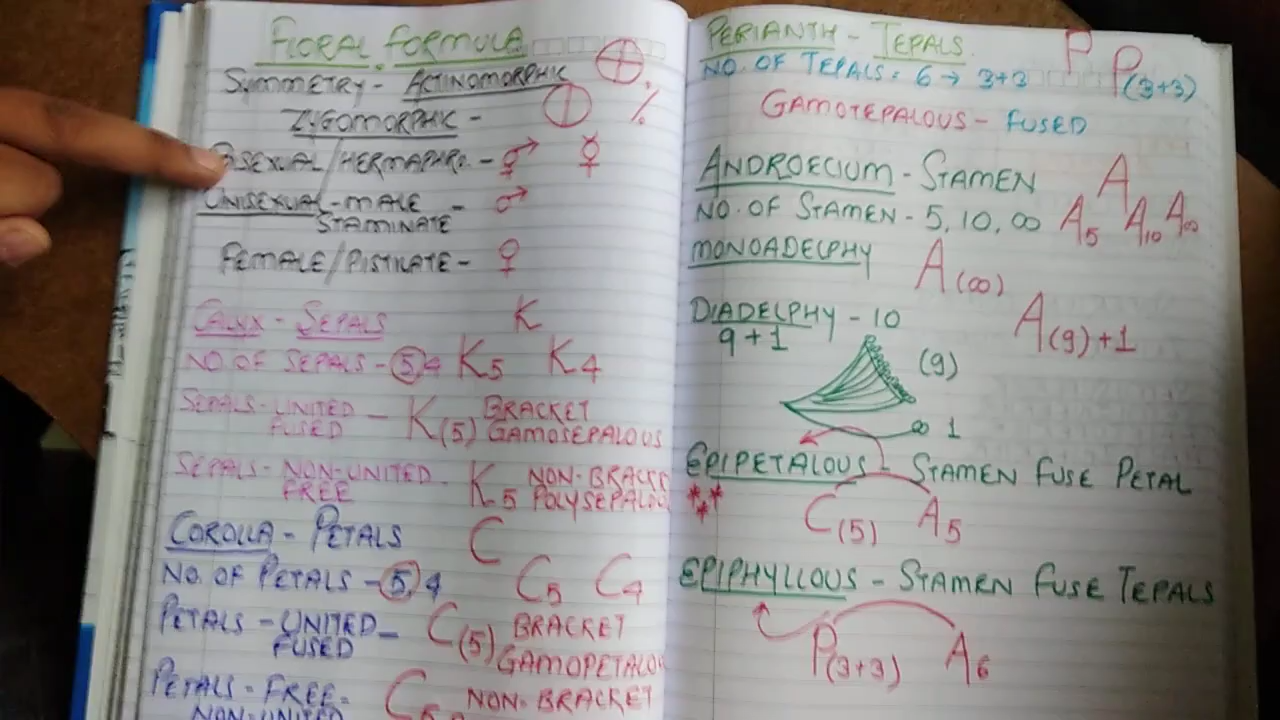 FLORAL FORMULA
SYMMETRY - ACTINOMORPHIC ⊕,
ZYGOMORPHIC - %
BISEXUAL/HERMAPHRO. - ⚥ ☿
UNISEXUAL - MALE - ♂
STAMINATE
FEMALE/PISTILATE - ♀
CALYX - SEPALS K
NO. OF SEPALS - 5,4 K5 K4
SEPALS - UNITED - K(5) BRACKET
FUSED GAMOSEPALOUS
SEPALS - NON-UNITED. K5 NON-BRACKET
FREE POLYSEPALOUS
COROLLA - PETALS C
NO. OF PETALS - 5,4 C5 C4
PETALS - UNITED - C(5) BRACKET
FUSED GAMOPETALOU
PETALS - FREE - C NON-BRACKET
NON-UNITED
PERIANTH - TEPALS. P P(3+3)
NO. OF TEPALS = 6 → 3+3
GAMOTEPALOUS - FUSED
ANDROECIUM - STAMEN A
NO. OF STAMEN - 5, 10, ∞ A5 A10 A∞
MONOADELPHY A(∞)
DIADELPHY - 10 A(9)+1
9+1
(9)
1
EPIPETALOUS - STAMEN FUSE PETAL
C(5) A5
EPIPHYLLOUS - STAMEN FUSE TEPALS
P(3+3) A6